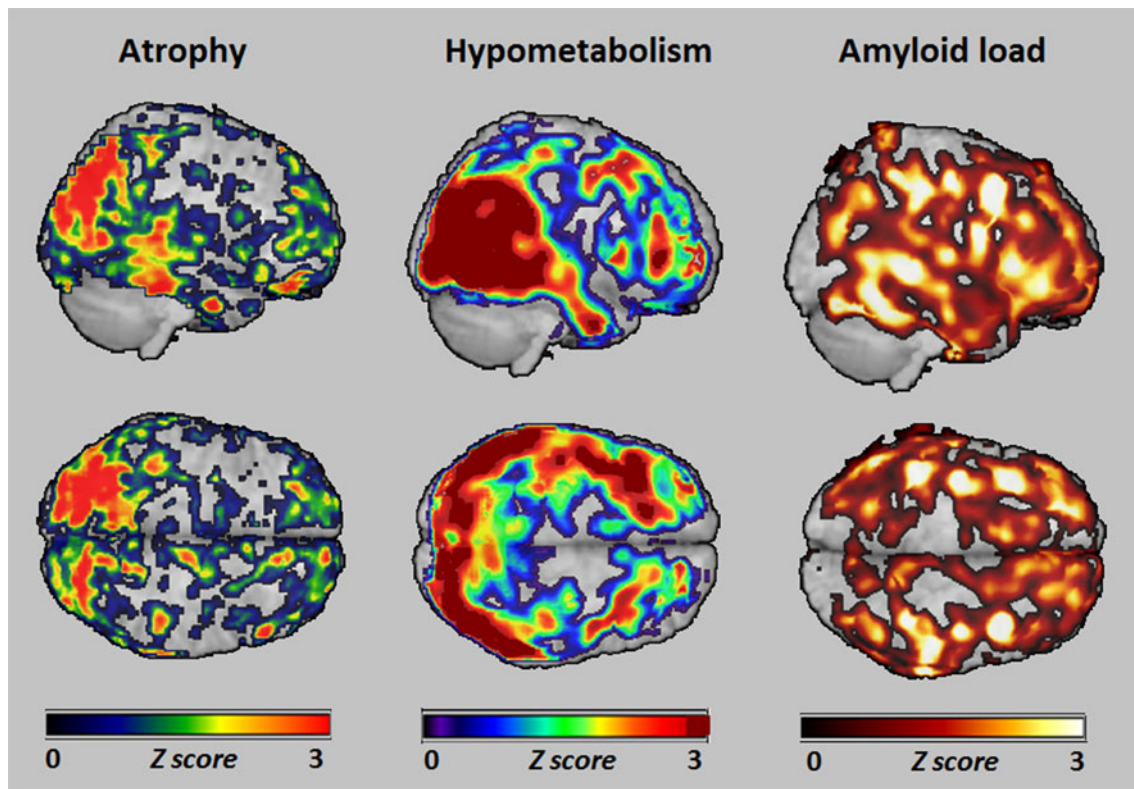 Atrophy
Hypometabolism
Amyloid load
0 Z score 3
0 Z score 3
0 Z score 3